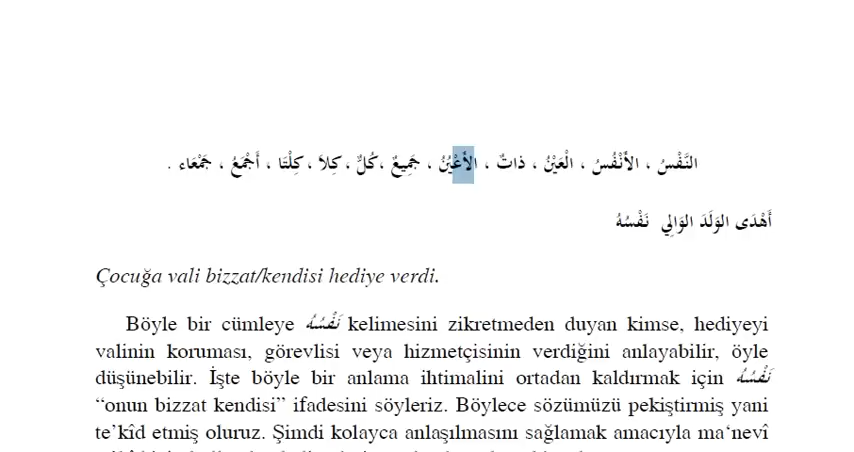 النَّفْسُ ، الأَنْفُسُ ، الْعَيْنُ ، ذاتٌ ، الأَعْيُنُ ، جَمِيعٌ ، كُلٌّ ، كِلاَ ، كِلْتَا ، أَجْمَعُ ، جَمْعَاء .
أَهْدَى الوَلَدَ الوَالِي نَفْسُهُ
Çocuğa vali bizzat/kendisi hediye verdi.
Böyle bir cümleye نَفْسُهُ kelimesini zikretmeden duyan kimse, hediyeyi
valinin koruması, görevlisi veya hizmetçisinin verdiğini anlayabilir, öyle
düşünebilir. İşte böyle bir anlama ihtimalini ortadan kaldırmak için نَفْسُهُ
“onun bizzat kendisi” ifadesini söyleriz. Böylece sözümüzü pekiştirmiş yani
te’kîd etmiş oluruz. Şimdi kolayca anlaşılmasını sağlamak amacıyla ma‘nevî